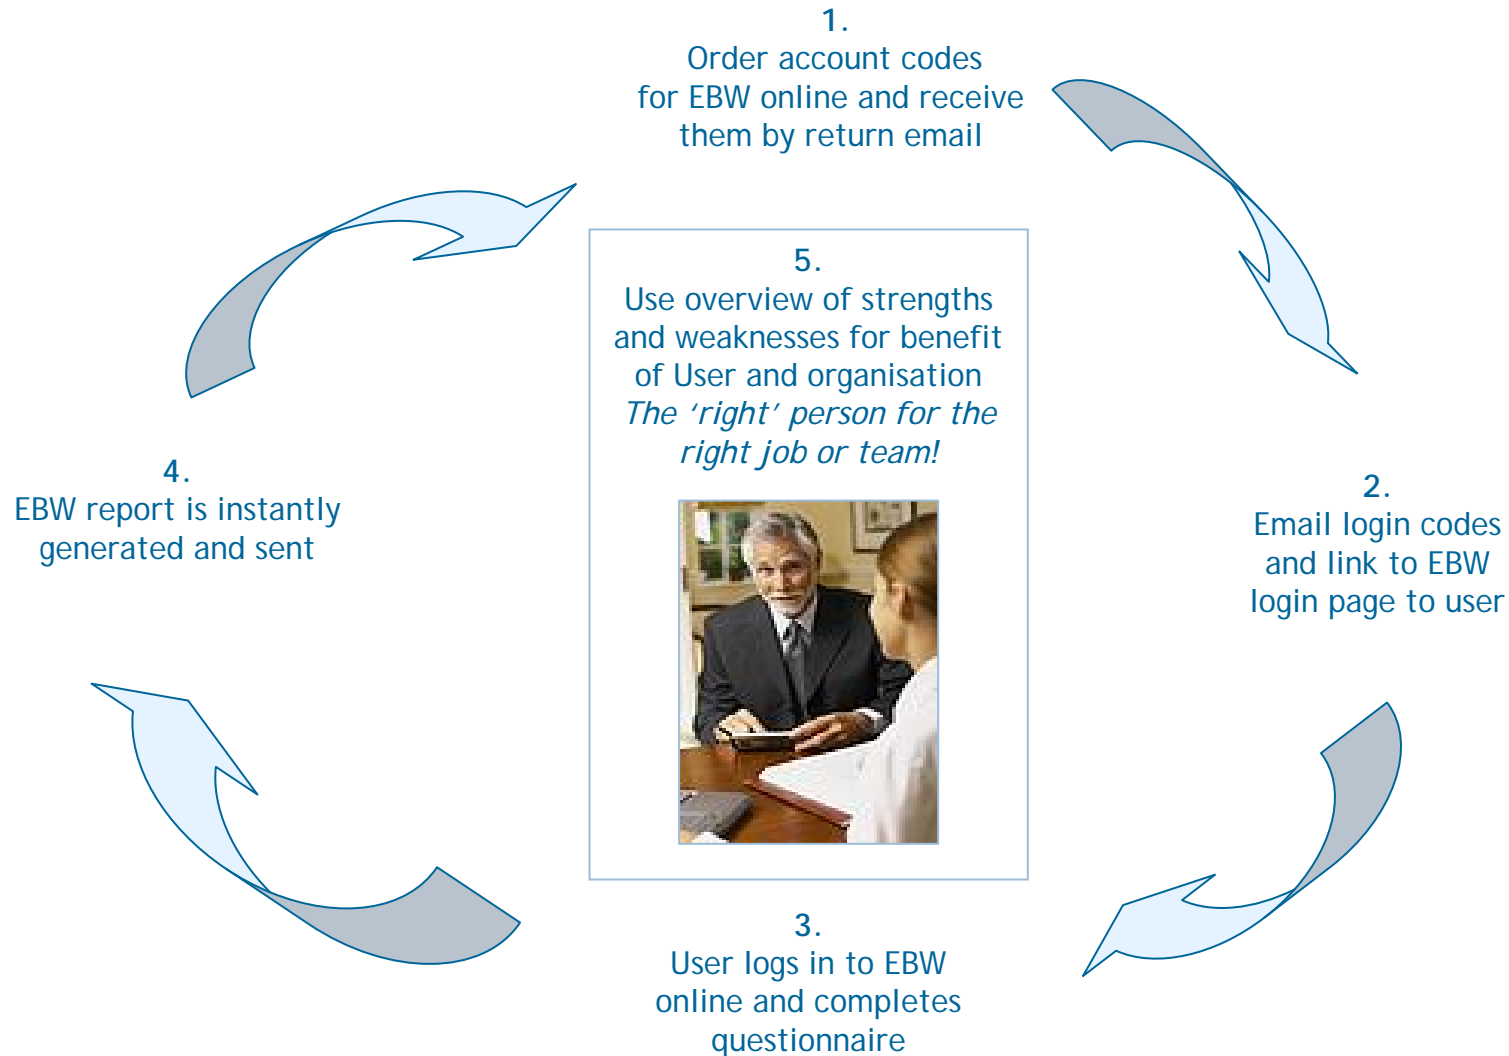 1.
Order account codes
for EBW online and receive
them by return email
2.
Email login codes
and link to EBW
login page to user
3.
User logs in to EBW
online and completes
questionnaire
4.
EBW report is instantly
generated and sent
5.
Use overview of strengths
and weaknesses for benefit
of User and organisation
The ‘right’ person for the
right job or team!